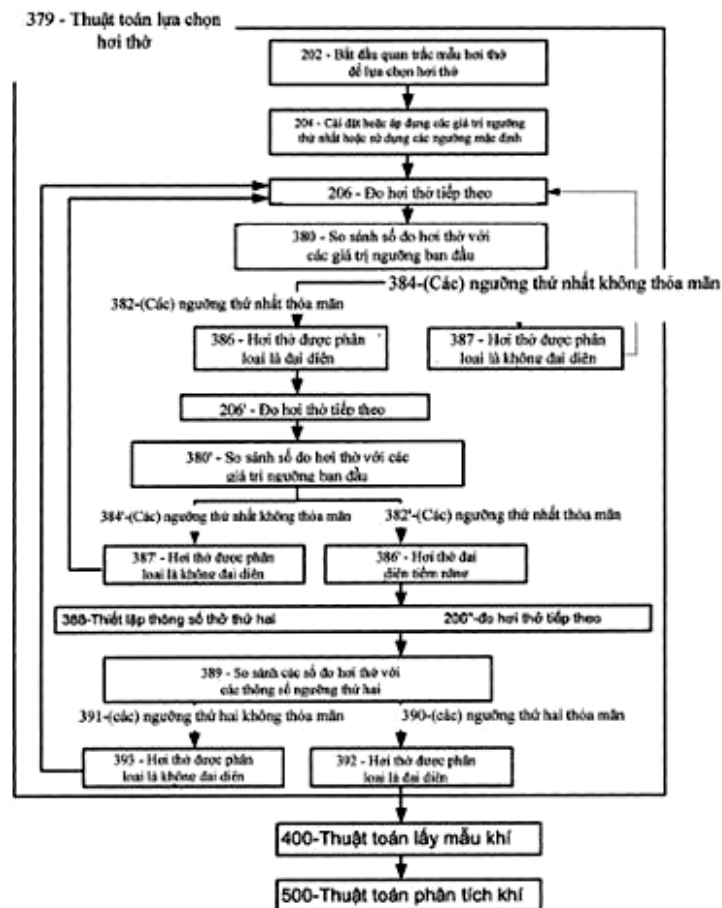 379 - Thuật toán lựa chọn
hơi thở
202 - Bắt đầu quan trắc mẫu hơi thở
để lựa chọn hơi thở
204 - Cài đặt hoặc áp dụng các giá trị ngưỡng
thứ nhất hoặc sử dụng các ngưỡng mặc định
206 - Đo hơi thở tiếp theo
380 - So sánh số đo hơi thở với
các giá trị ngưỡng ban đầu
384-(Các) ngưỡng thứ nhất không thỏa mãn
382-(Các) ngưỡng thứ nhất thỏa mãn
386 - Hơi thở được phân
loại là đại diện
387 - Hơi thở được phân
loại là không đại diện
206' - Đo hơi thở tiếp theo
380' - So sánh số đo hơi thở với các
giá trị ngưỡng ban đầu
384'-(Các) ngưỡng thứ nhất không thỏa mãn
382'-(Các) ngưỡng thứ nhất thỏa mãn
387' - Hơi thở được phân
loại là không đại diện
386' - Hơi thở đại
diện tiềm năng
388-Thiết lập thông số thở thứ hai
206"-đo hơi thở tiếp theo
389 - So sánh các số đo hơi thở với
các thông số ngưỡng thứ hai
391-(các) ngưỡng thứ hai không thỏa mãn
390-(các) ngưỡng thứ hai thỏa mãn
393 - Hơi thở được phân
loại là không đại diện
392 - Hơi thở được phân
loại là đại diện
400-Thuật toán lấy mẫu khí
500-Thuật toán phân tích khí